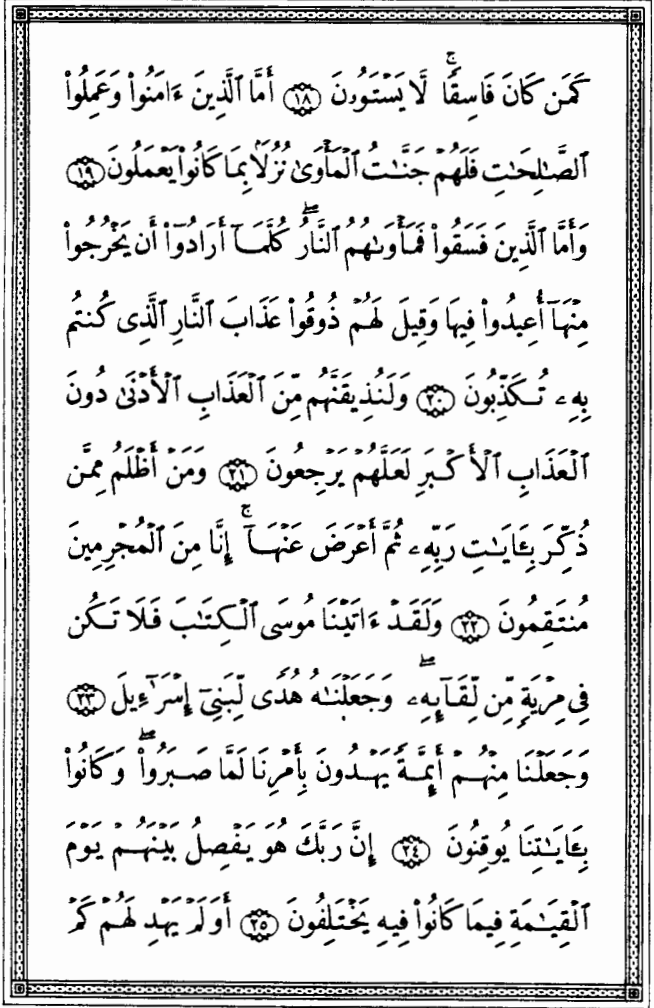 كَمَن كَانَ فَاسِقًاۚ لَّا يَسْتَوُۥنَ ١٨ أَمَّا ٱلَّذِينَ ءَامَنُوا۟ وَعَمِلُوا۟
ٱلصَّـٰلِحَـٰتِ فَلَهُمْ جَنَّـٰتُ ٱلْمَأْوَىٰ نُزُلًۢا بِمَا كَانُوا۟ يَعْمَلُونَ ١٩
وَأَمَّا ٱلَّذِينَ فَسَقُوا۟ فَمَأْوَىٰهُمُ ٱلنَّارُۖ كُلَّمَآ أَرَادُوٓا۟ أَن يَخْرُجُوا۟
مِنْهَآ أُعِيدُوا۟ فِيهَا وَقِيلَ لَهُمْ ذُوقُوا۟ عَذَابَ ٱلنَّارِ ٱلَّذِى كُنتُم
بِهِۦ تُكَذِّبُونَ ٢٠ وَلَنُذِيقَنَّهُم مِّنَ ٱلْعَذَابِ ٱلْأَدْنَىٰ دُونَ
ٱلْعَذَابِ ٱلْأَكْبَرِ لَعَلَّهُمْ يَرْجِعُونَ ٢١ وَمَنْ أَظْلَمُ مِمَّن
ذُكِّرَ بِـَٔايَـٰتِ رَبِّهِۦ ثُمَّ أَعْرَضَ عَنْهَآۚ إِنَّا مِنَ ٱلْمُجْرِمِينَ
مُنتَقِمُونَ ٢٢ وَلَقَدْ ءَاتَيْنَا مُوسَى ٱلْكِتَـٰبَ فَلَا تَكُن
فِى مِرْيَةٍ مِّن لِّقَآئِهِۦۖ وَجَعَلْنَـٰهُ هُدًى لِّبَنِىٓ إِسْرَٰٓءِيلَ ٢٣
وَجَعَلْنَا مِنْهُمْ أَئِمَّةً يَهْدُونَ بِأَمْرِنَا لَمَّا صَبَرُوا۟ۖ وَكَانُوا۟
بِـَٔايَـٰتِنَا يُوقِنُونَ ٢٤ إِنَّ رَبَّكَ هُوَ يَفْصِلُ بَيْنَهُمْ يَوْمَ
ٱلْقِيَـٰمَةِ فِيمَا كَانُوا۟ فِيهِ يَخْتَلِفُونَ ٢٥ أَوَلَمْ يَهْدِ لَهُمْ كَمْ